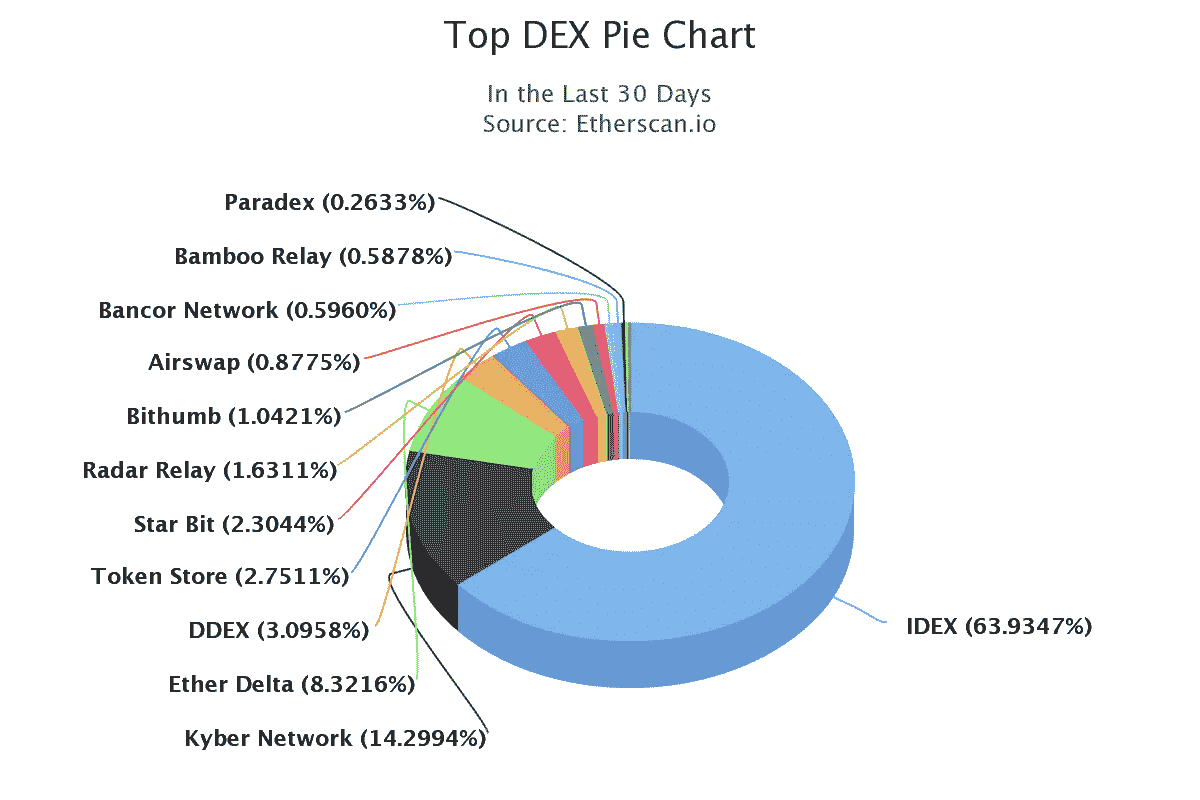 Top DEX Pie Chart
In the Last 30 Days
Source: Etherscan.io
Paradex (0.2633%)
Bamboo Relay (0.5878%)
Bancor Network (0.5960%)
Airswap (0.8775%)
Bithumb (1.0421%)
Radar Relay (1.6311%)
Star Bit (2.3044%)
Token Store (2.7511%)
DDEX (3.0958%)
IDEX (63.9347%)
Ether Delta (8.3216%)
Kyber Network (14.2994%)